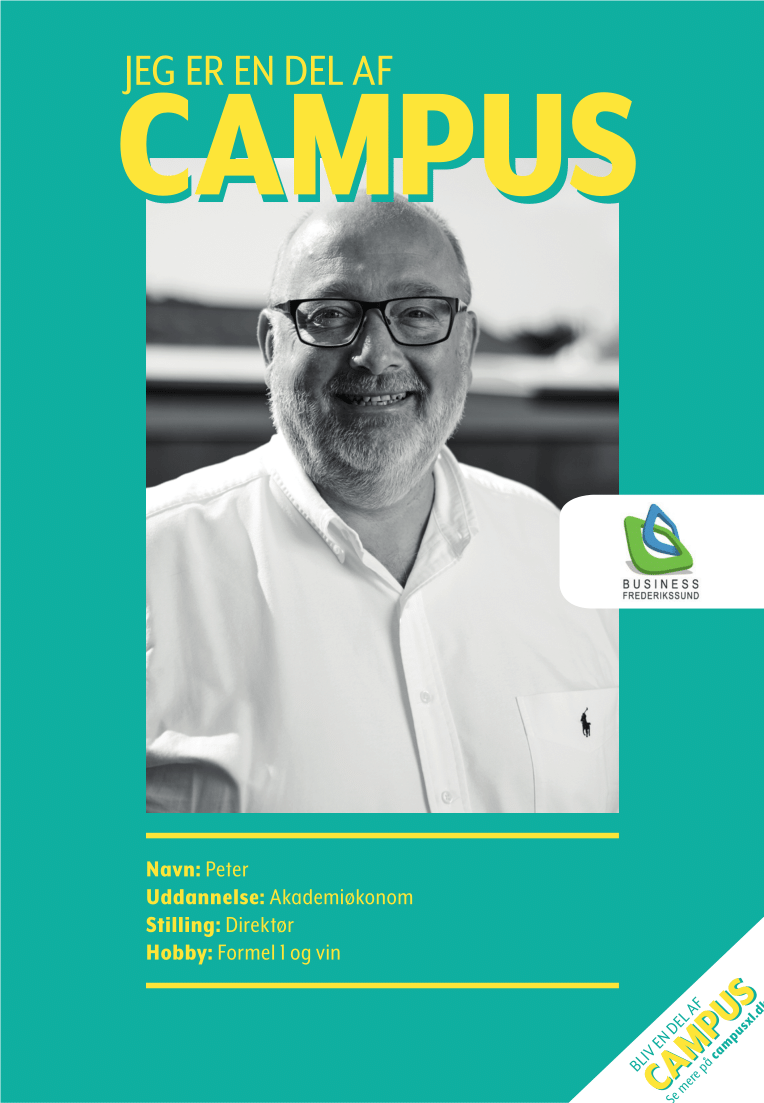 JEG ER EN DEL AF
CAMPUS
BUSINESS
FREDERIKSSUND
Navn: Peter
Uddannelse: Akademiøkonom
Stilling: Direktør
Hobby: Formel 1 og vin
BLIV EN DEL AF
CAMPUS
Se mere på campusxl.dk